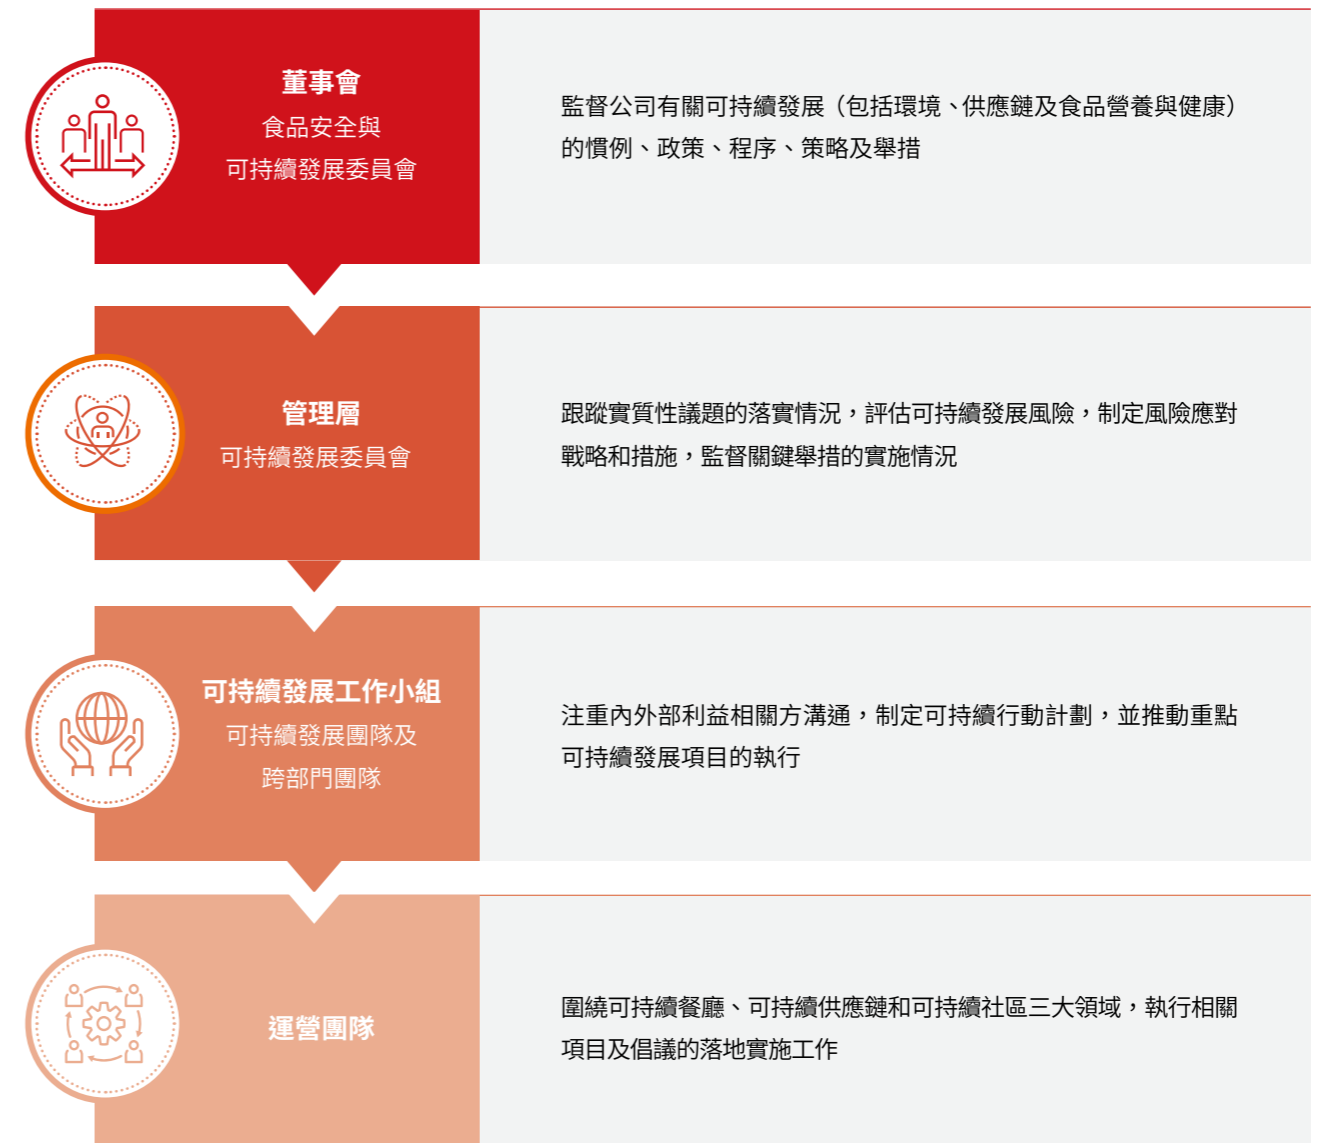 董事會
食品安全與
可持續發展委員會
監督公司有關可持續發展（包括環境、供應鏈及食品營養與健康）
的慣例、政策、程序、策略及舉措
管理層
可持續發展委員會
跟蹤實質性議題的落實情況，評估可持續發展風險，制定風險應對
戰略和措施，監督關鍵舉措的實施情況
可持續發展工作小組
可持續發展團隊及
跨部門團隊
注重內外部利益相關方溝通，制定可持續行動計劃，並推動重點
可持續發展項目的執行
運營團隊
圍繞可持續餐廳、可持續供應鏈和可持續社區三大領域，執行相關
項目及倡議的落地實施工作